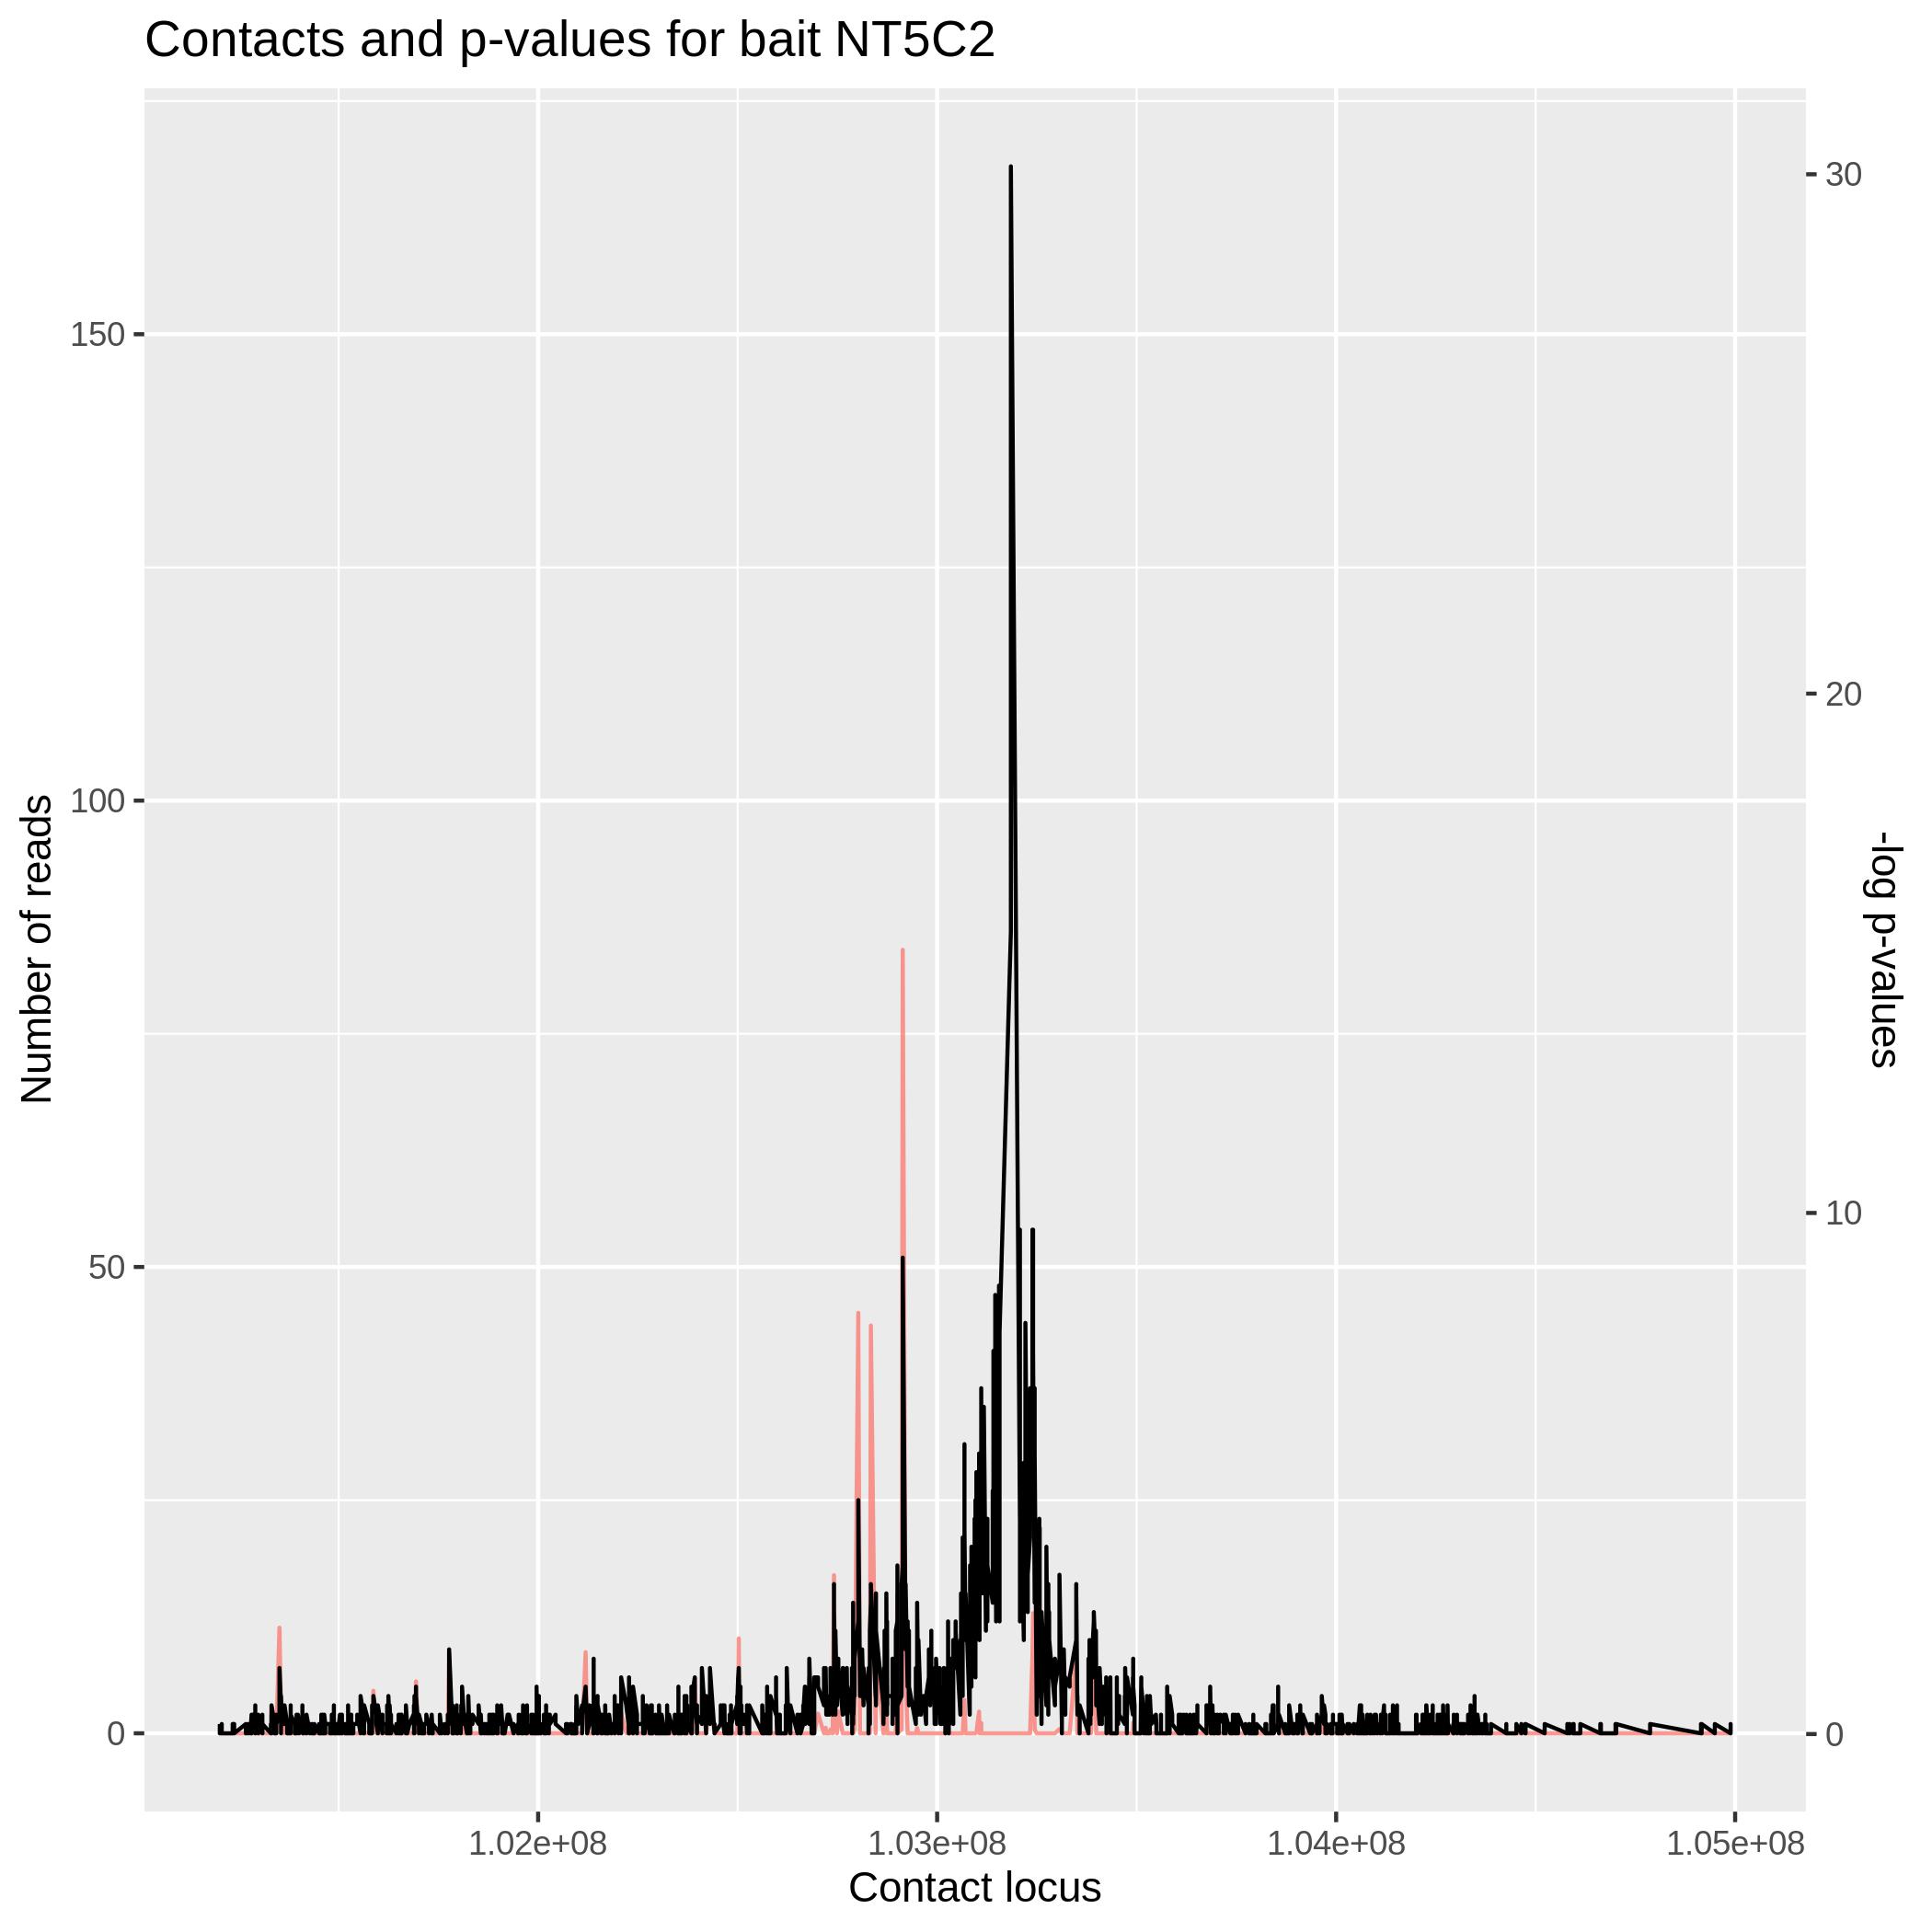 Contacts and p-values for bait NT5C2
150
100
50
0
30
20
10
0
Number of reads
-log p-values
1.02e+08
1.03e+08
1.04e+08
1.05e+08
Contact locus